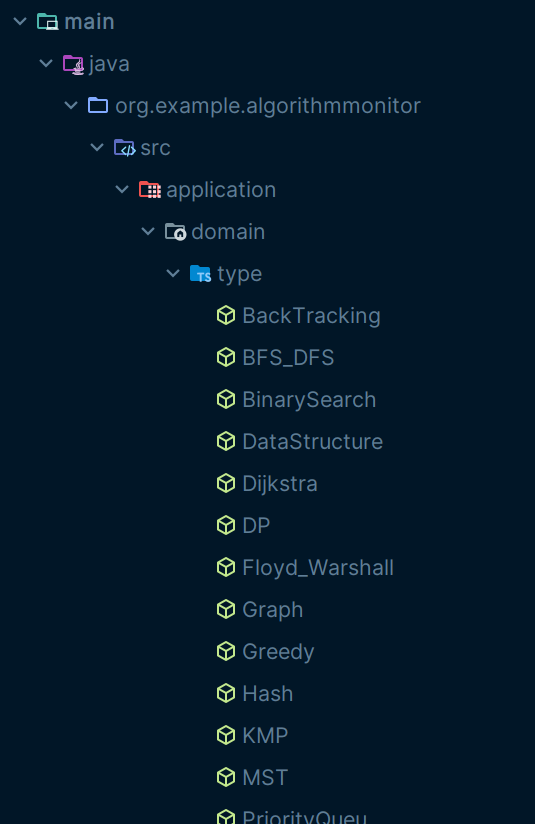 main
java
org.example.algorithmmonitor
src
application
domain
TS type
BackTracking
BFS_DFS
BinarySearch
DataStructure
Dijkstra
DP
Floyd_Warshall
Graph
Greedy
Hash
KMP
MST
PriorityQueu